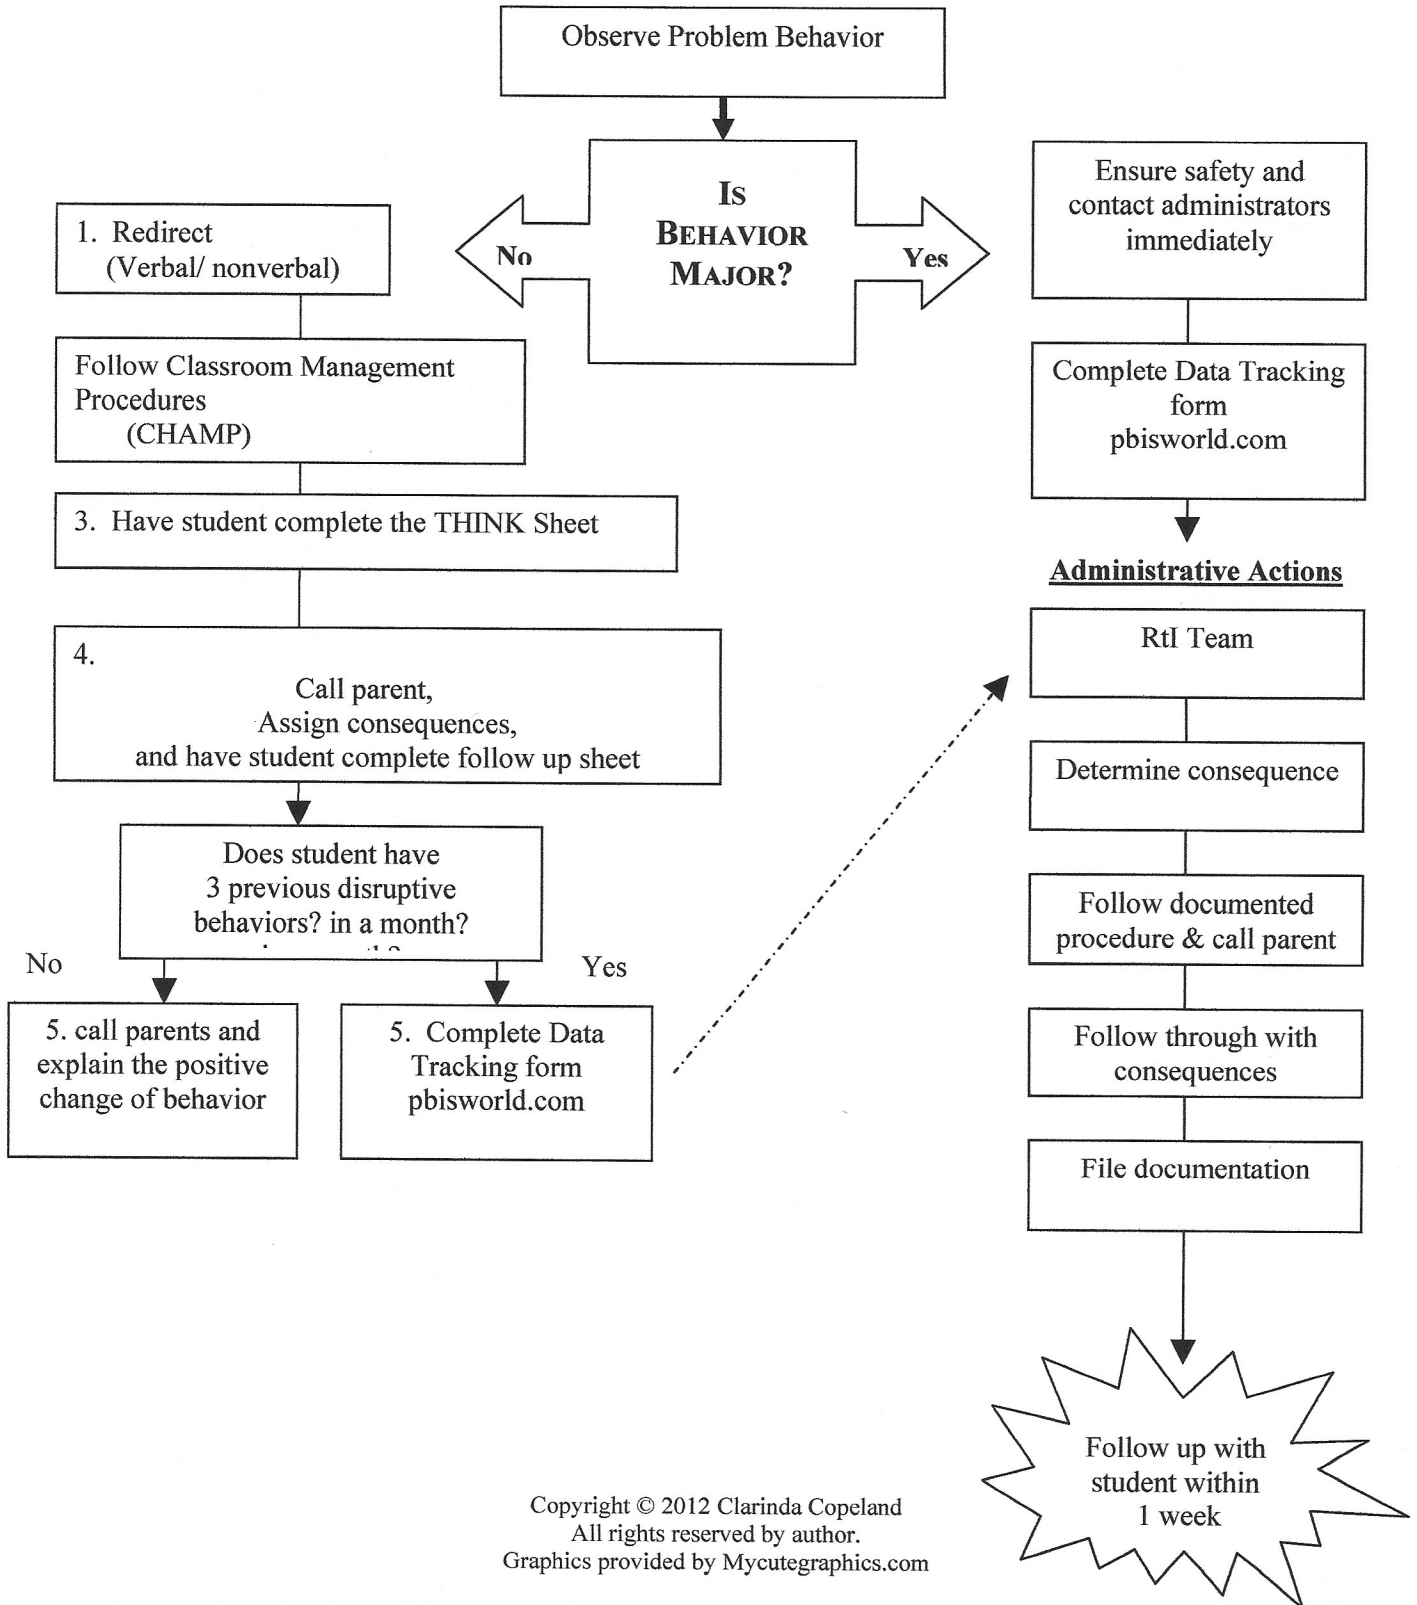 Observe Problem Behavior
IS
BEHAVIOR
MAJOR?
No
Yes
1. Redirect
(Verbal/ nonverbal)
Follow Classroom Management
Procedures
(CHAMP)
3. Have student complete the THINK Sheet
4.
Call parent,
Assign consequences,
and have student complete follow up sheet
Does student have
3 previous disruptive
behaviors? in a month?
No
Yes
5. call parents and
explain the positive
change of behavior
5. Complete Data
Tracking form
pbisworld.com
Ensure safety and
contact administrators
immediately
Complete Data Tracking
form
pbisworld.com
Administrative Actions
RtI Team
Determine consequence
Follow documented
procedure & call parent
Follow through with
consequences
File documentation
Follow up with
student within
1 week
Copyright © 2012 Clarinda Copeland
All rights reserved by author.
Graphics provided by Mycutegraphics.com